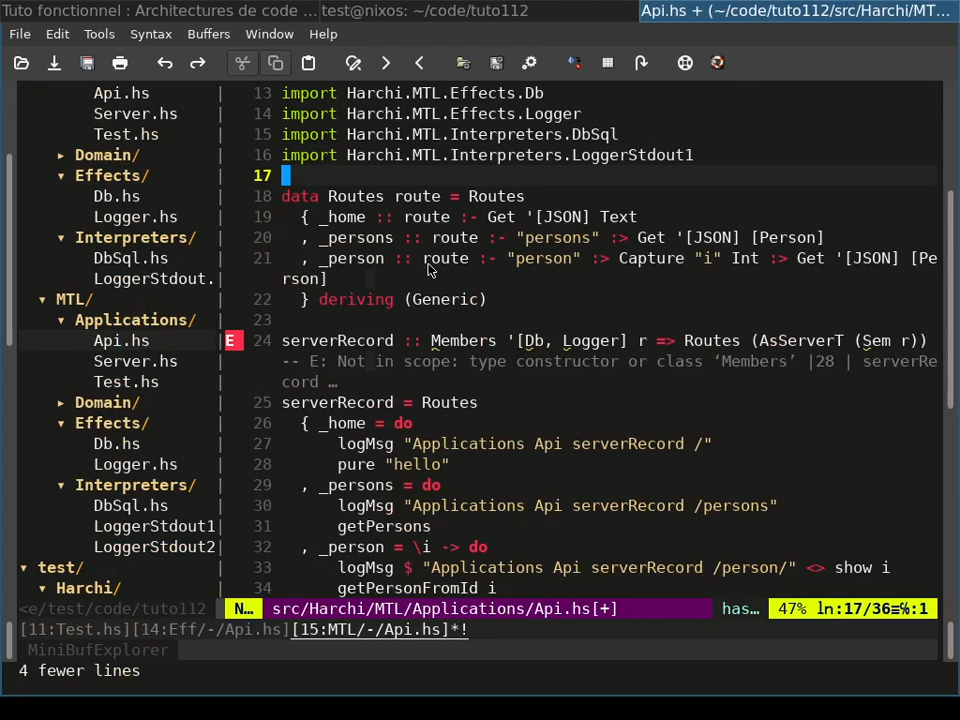 Tuto fonctionnel : Architectures de code ... test@nixos:~/code/tuto112 Api.hs + (~/code/tuto112/src/Harchi/MT...
File Edit Tools Syntax Buffers Window Help
Api.hs | 13 import Harchi.MTL.Effects.Db
Server.hs | 14 import Harchi.MTL.Effects.Logger
Test.hs | 15 import Harchi.MTL.Interpreters.DbSql
▸ Domain/ | 16 import Harchi.MTL.Interpreters.LoggerStdout1
▾ Effects/ | 17
Db.hs | 18 data Routes route = Routes
Logger.hs | 19 { _home :: route :- Get '[JSON] Text
▾ Interpreters/ | 20 , _persons :: route :- "persons" :> Get '[JSON] [Person]
DbSql.hs | 21 , _person :: route :- "person" :> Capture "i" Int :> Get '[JSON] [Pe
LoggerStdout.| rson]
▾ MTL/ | 22 } deriving (Generic)
▾ Applications/ | 23
Api.hs |E 24 serverRecord :: Members '[Db, Logger] r => Routes (AsServerT (Sem r))
Server.hs | -- E: Not in scope: type constructor or class ‘Members’ |28 | serverRe
Test.hs | cord …
▸ Domain/ | 25 serverRecord = Routes
▾ Effects/ | 26 { _home = do
Db.hs | 27 logMsg "Applications Api serverRecord /"
Logger.hs | 28 pure "hello"
▾ Interpreters/ | 29 , _persons = do
DbSql.hs | 30 logMsg "Applications Api serverRecord /persons"
LoggerStdout1| 31 getPersons
LoggerStdout2| 32 , _person = \i -> do
▾ test/ | 33 logMsg $ "Applications Api serverRecord /person/" <> show i
▾ Harchi/ | 34 getPersonFromId i
<e/test/code/tuto112 N… src/Harchi/MTL/Applications/Api.hs[+] has… 47% ln:17/36≡℅:1
[11:Test.hs][14:Eff/-/Api.hs][15:MTL/-/Api.hs]*!
MiniBufExplorer
4 fewer lines